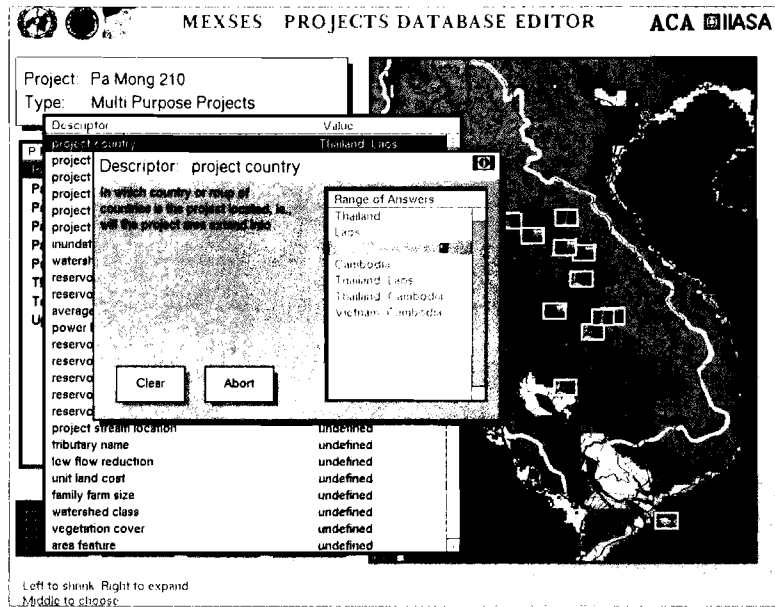 MEXSES PROJECTS DATABASE EDITOR
ACA IIASA
Project: Pa Mong 210
Type: Multi Purpose Projects
Descriptor Value
project country Thailand Laos
project
project
project
project
project
inundat
watersh
reservo
reservo
average
power
reservo
reservo
reservo
reservo
reservo
Descriptor: project country
In which country or roup of
countries is the project located, ie.,
will the project area extend into
Range of Answers
Thailand
Laos
Cambodia
Thailand Laos
Thailand Cambodia
Vietnam Cambodia
Clear
Abort
project stream location undefined
tributary name undefined
low flow reduction undefined
unit land cost undefined
family farm size undefined
watershed class undefined
vegetation cover undefined
area feature undefined
Left to shrink Right to expand
Middle to choose